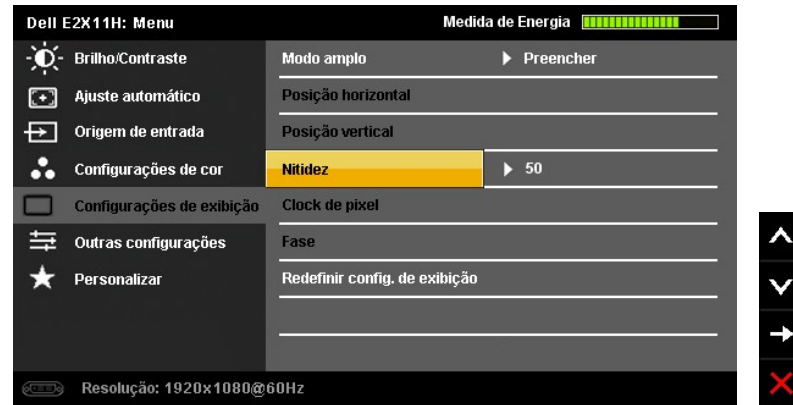 Dell E2X11H: Menu
Medida de Energia
Brilho/Contraste
Ajuste automático
Origem de entrada
Configurações de cor
Configurações de exibição
Outras configurações
Personalizar
Modo amplo
Preencher
Posição horizontal
Posição vertical
Nitidez
50
Clock de pixel
Fase
Redefinir config. de exibição
Resolução: 1920x1080@60Hz